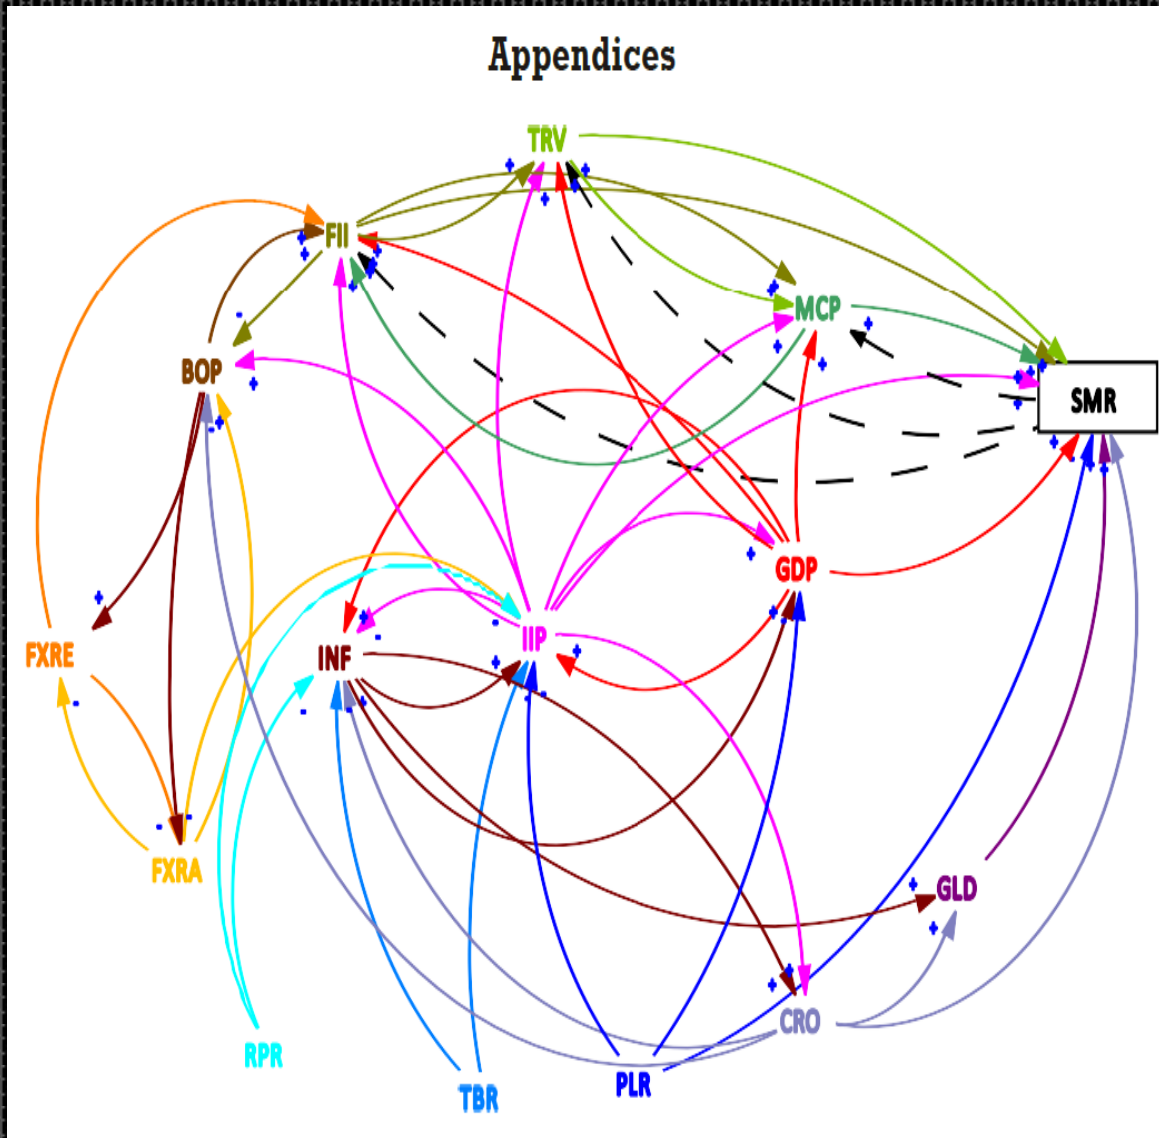 Appendices
TRV
FII
MCP
BOP
SMR
GDP
IIP
FXRE
INF
FXRA
GLD
CRO
RPR
PLR
TBR